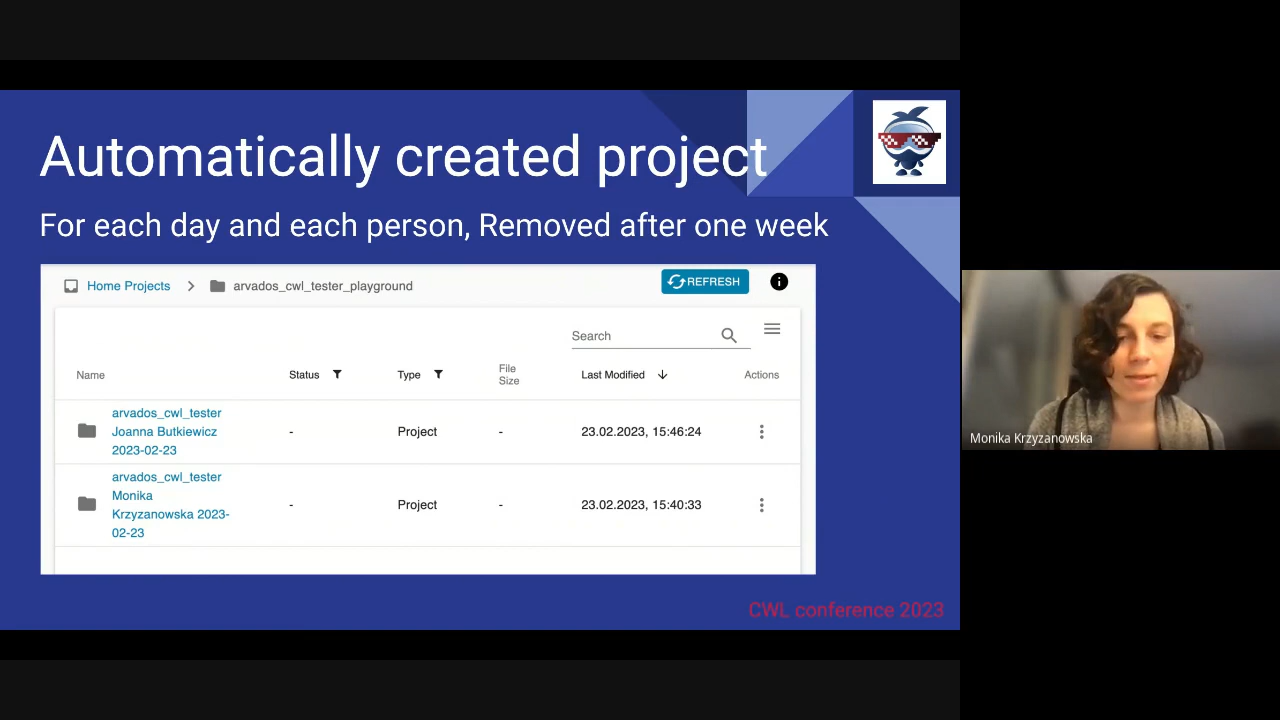 Automatically created project
For each day and each person, Removed after one week
Home Projects
arvados_cwl_tester_playground
REFRESH
Search
Name
Status
Type
File
Size
Last Modified
Actions
arvados_cwl_tester
Joanna Butkiewicz
2023-02-23
-
Project
-
23.02.2023, 15:46:24
arvados_cwl_tester
Monika
Krzyzanowska 2023-
02-23
-
Project
-
23.02.2023, 15:40:33
CWL conference 2023
Monika Krzyzanowska